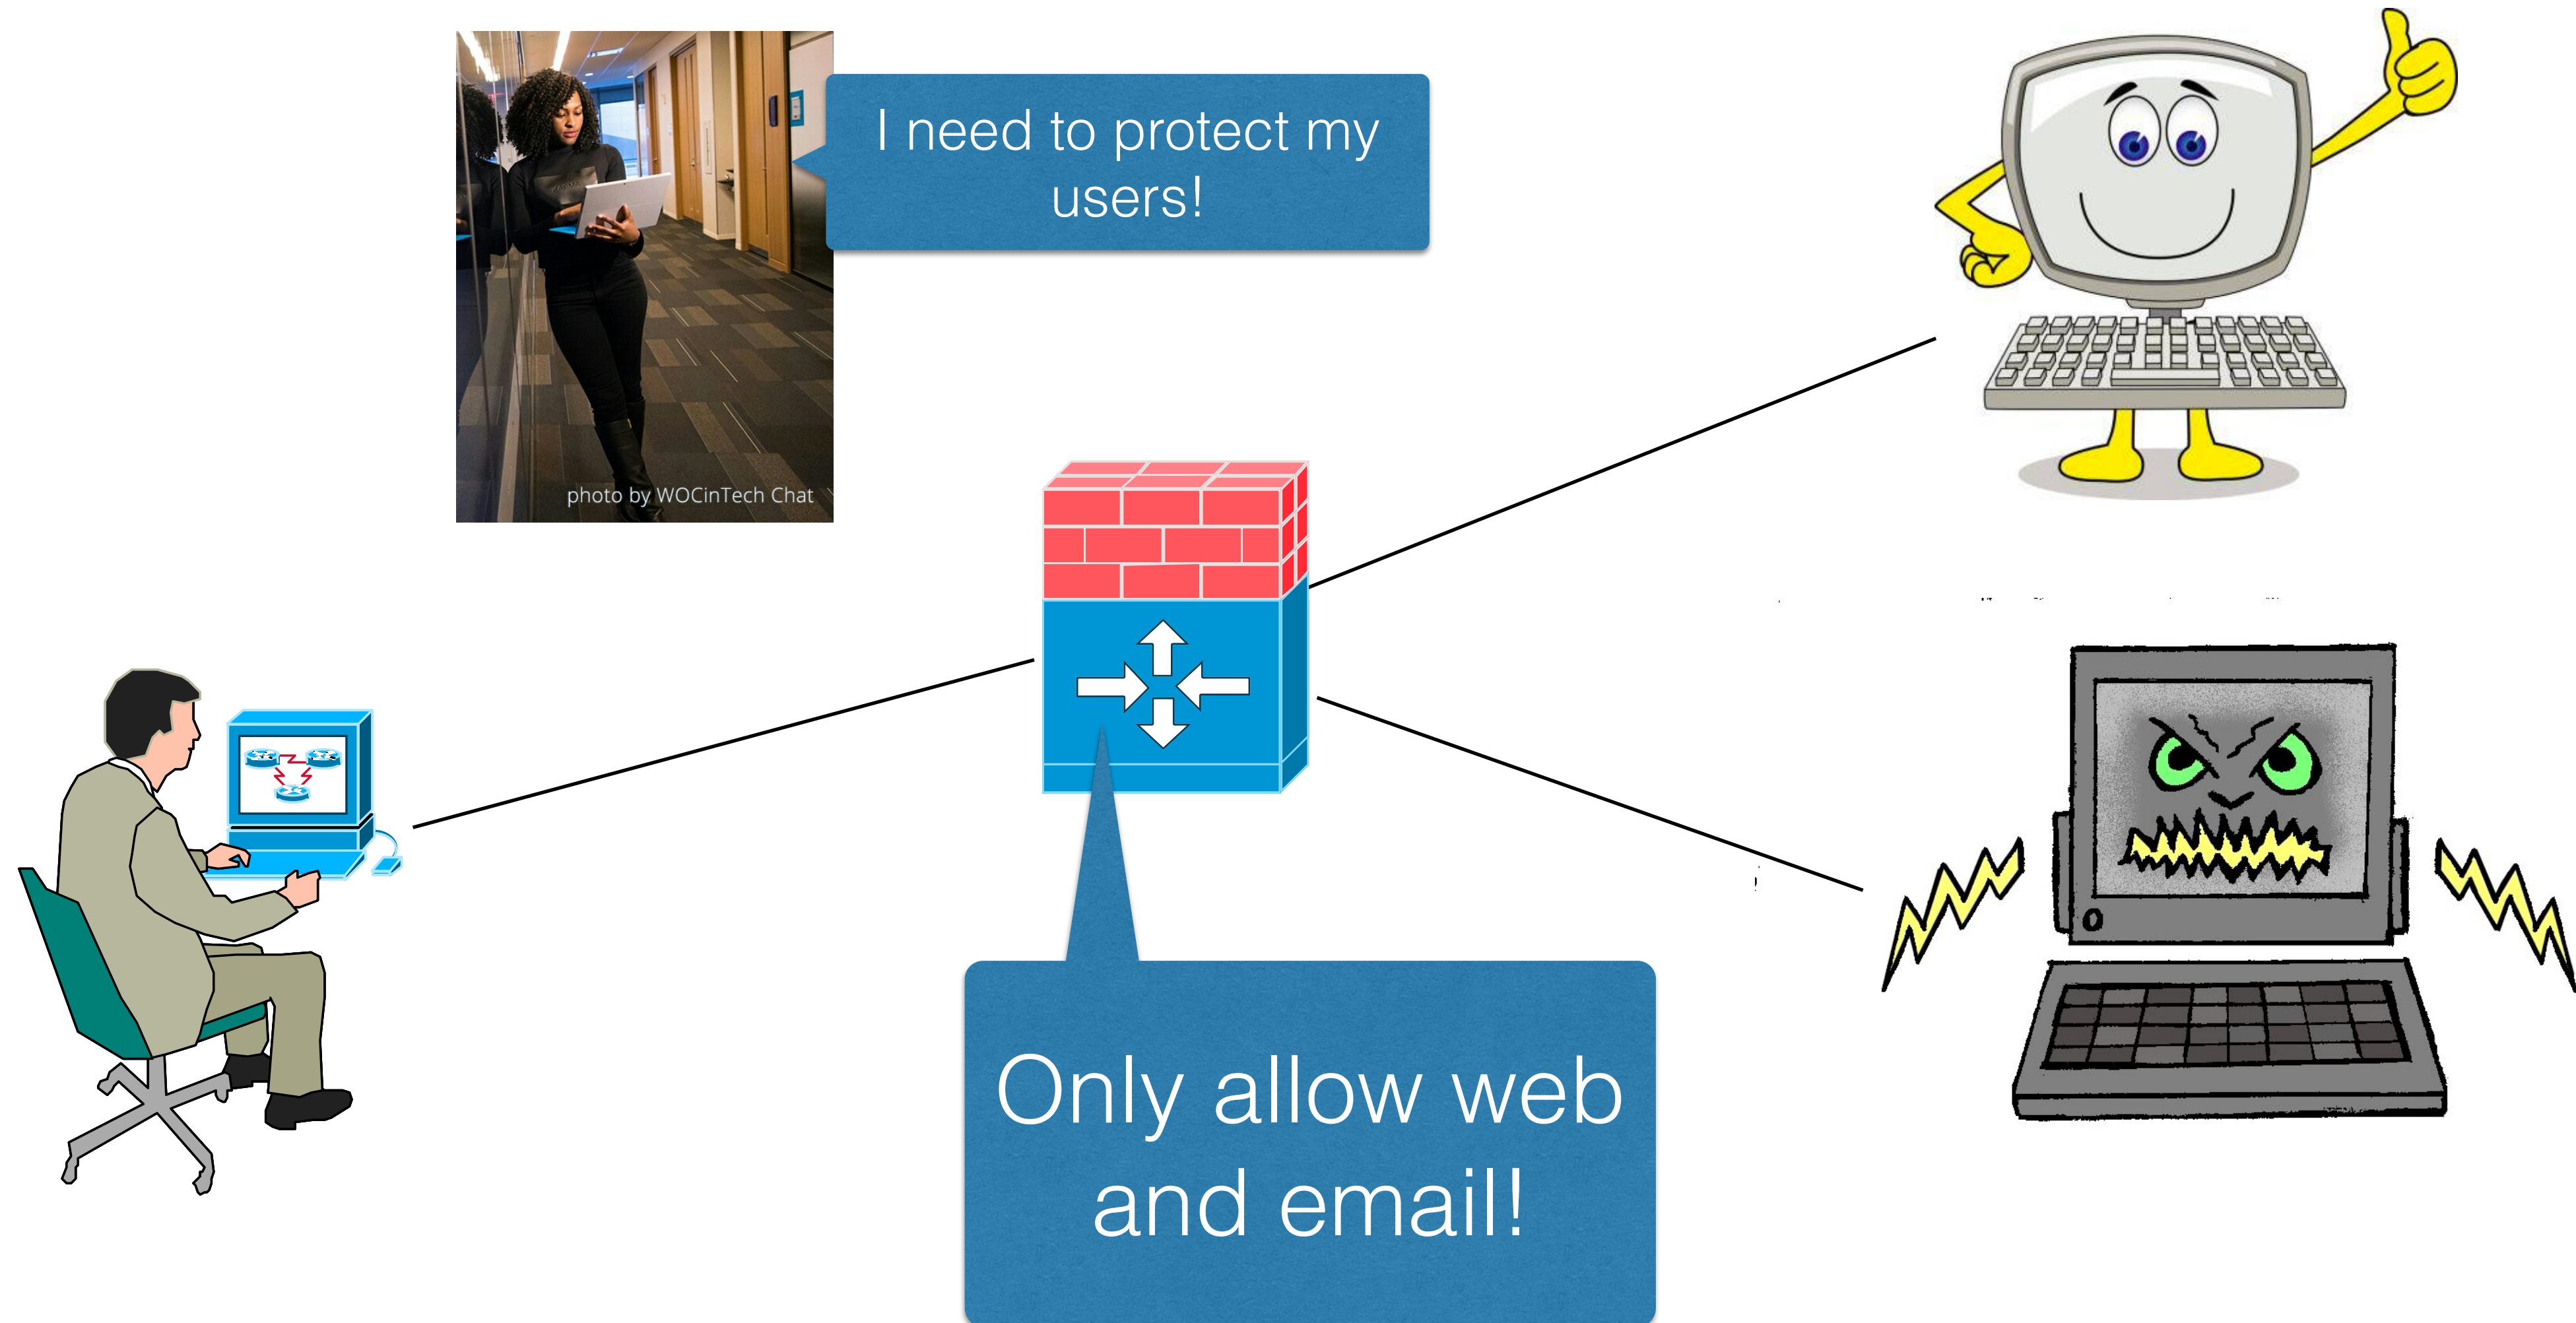 I need to protect my
users!
photo by WOCinTech Chat
Only allow web
and email!